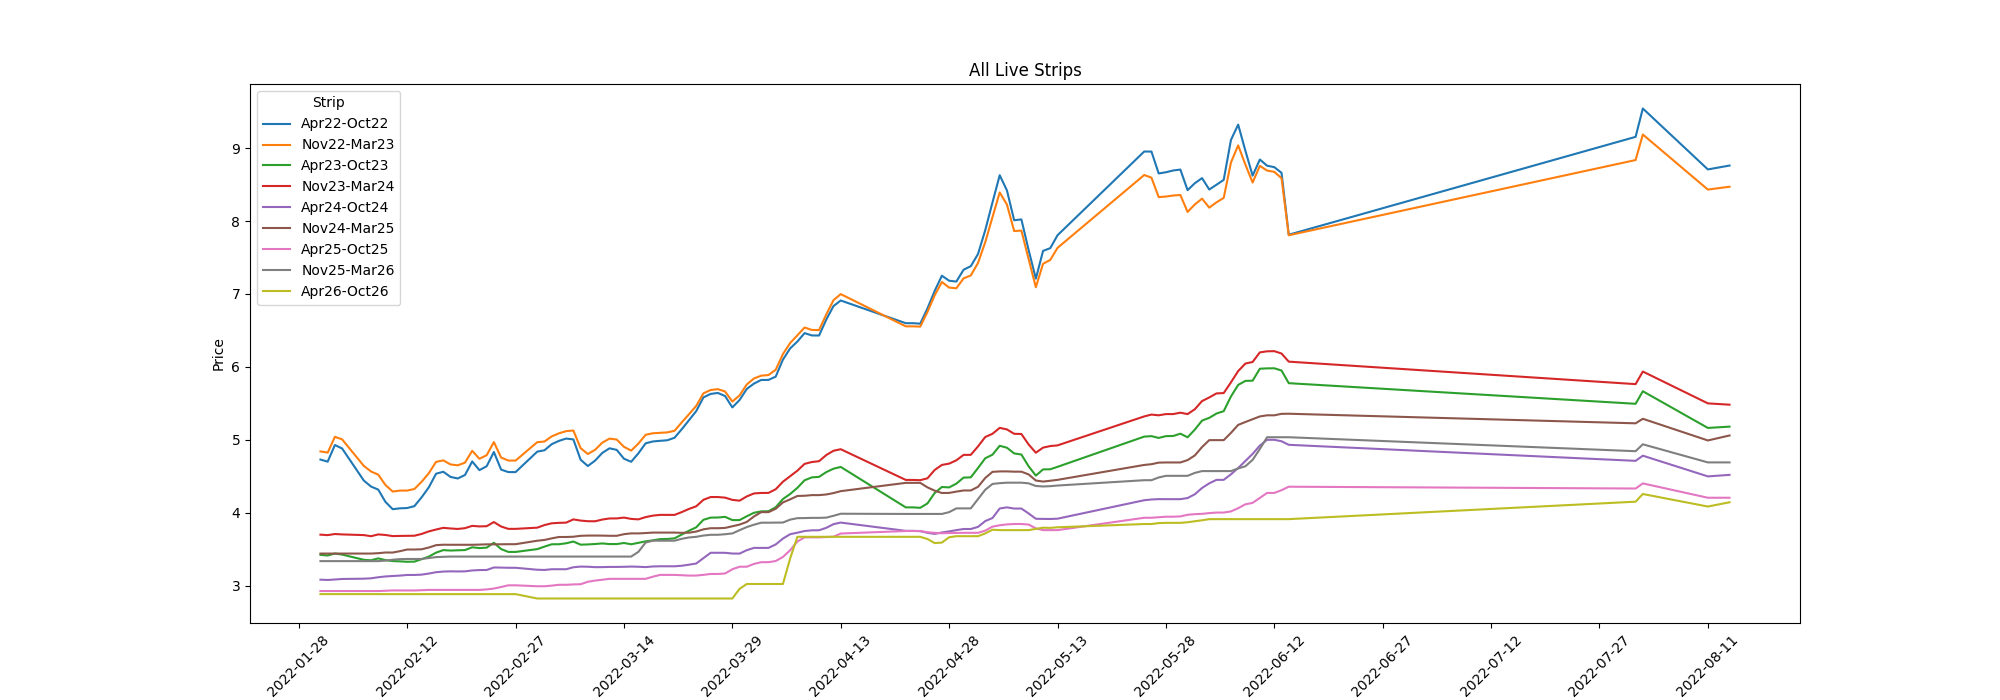 All Live Strips
Strip
Apr22-Oct22
Nov22-Mar23
Apr23-Oct23
Nov23-Mar24
Apr24-Oct24
Nov24-Mar25
Apr25-Oct25
Nov25-Mar26
Apr26-Oct26
Price
9
8
7
6
5
4
3
2022-01-28
2022-02-12
2022-02-27
2022-03-14
2022-03-29
2022-04-13
2022-04-28
2022-05-13
2022-05-28
2022-06-12
2022-06-27
2022-07-12
2022-07-27
2022-08-11